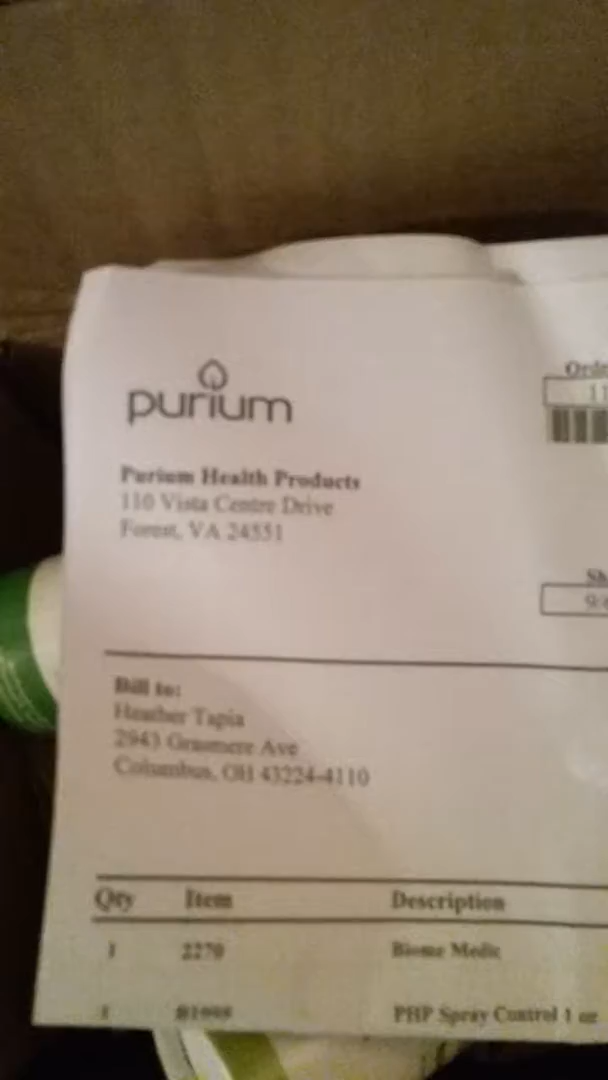 purium
Purium Health Products
110 Vista Centre Drive
Forest, VA 24551
Bill to:
Heather Tapia
2943 Grasmere Ave
Columbus, OH 43224-4110
Qty Item Description
1 2270 Biome Medic
1 PHP Spray Control 1 oz